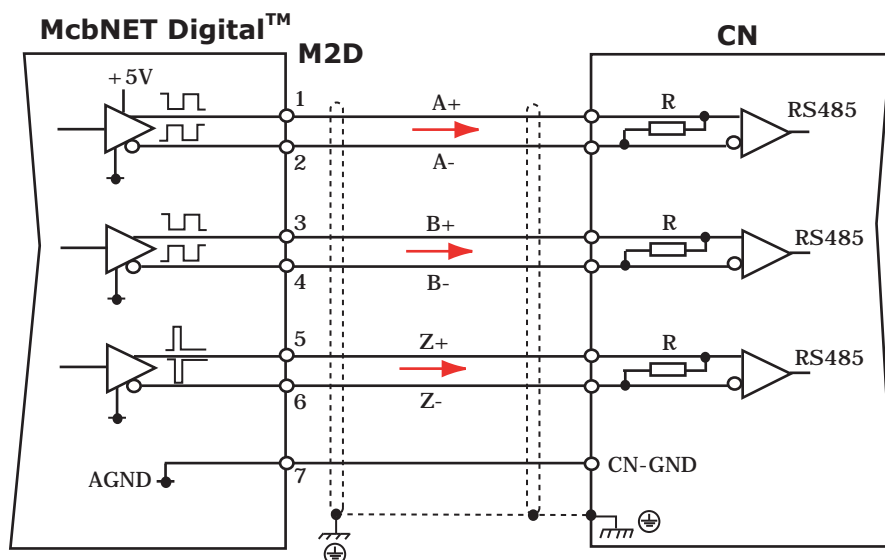 McbNET Digital™
M2D
CN
+5V
1
A+
R
RS485
2
A-
3
B+
R
RS485
4
B-
5
Z+
R
RS485
6
Z-
AGND
7
CN-GND